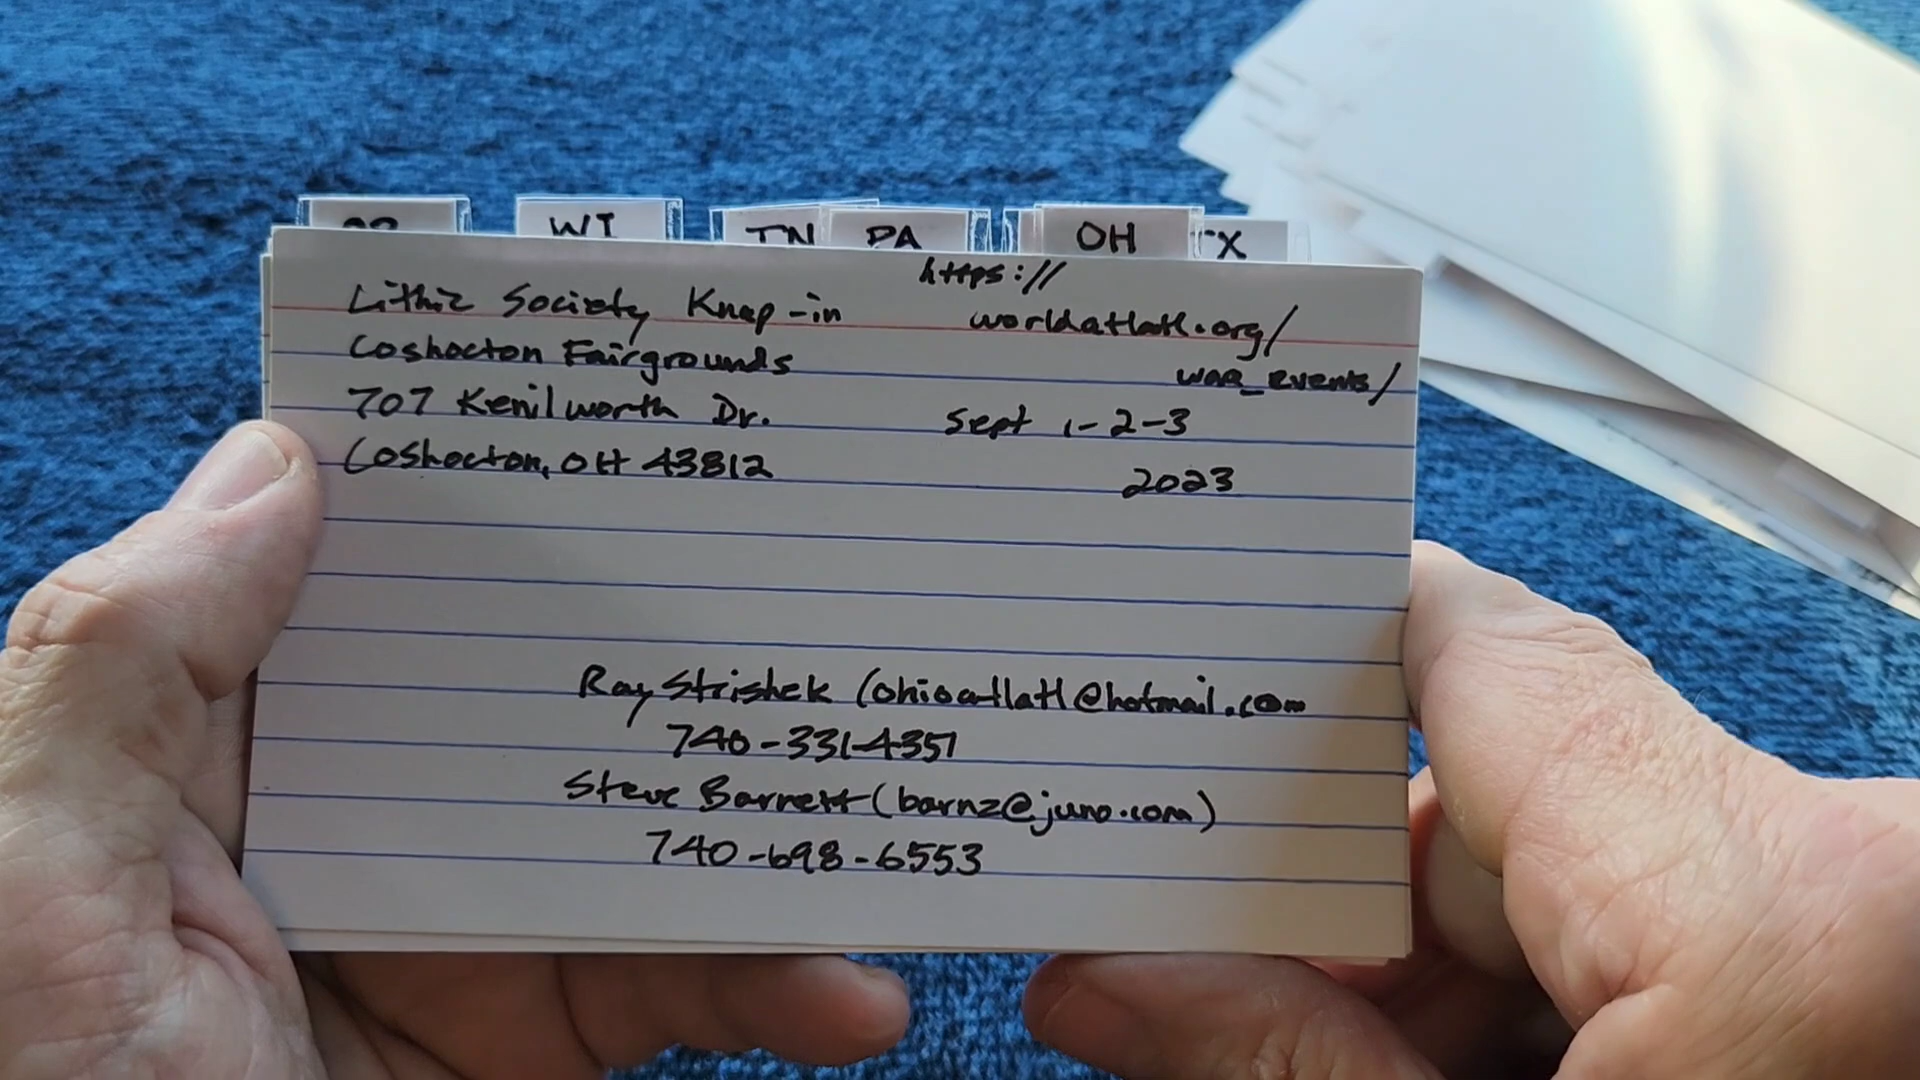 WI
TN
PA
OH
X
Lithic Society Knap-in
Coshocton Fairgrounds
707 Kenilworth Dr.
Coshocton, OH 43812
https://
worldatlatl.org/
waa_events/
Sept 1-2-3
2023
Ray Strishek (ohioatlatl@hotmail.com
740-331-4351
Steve Barnett (barnz@juno.com)
740-698-6553